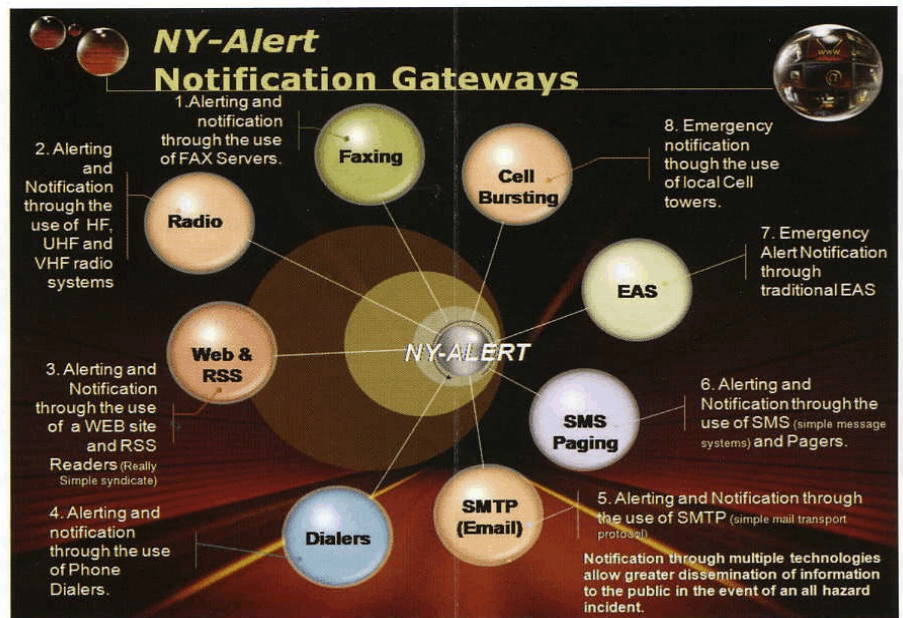 NY-Alert
Notification Gateways
1.Alerting and
notification
through the use
of FAX Servers.
Faxing
2. Alerting
and
Notification
through the
use of HF,
UHF and
VHF radio
systems
Radio
Web &
RSS
3. Alerting and
Notification
through the use
of a WEB site
and RSS
Readers (Really
Simple syndicate)
4. Alerting and
notification
through the use
of Phone
Dialers.
Dialers
NY-ALERT
SMTP
(Email)
5. Alerting and Notification through
the use of SMTP (simple mail transport
protocol)
SMS
Paging
6. Alerting and
Notification through the
use of SMS (simple message
systems) and Pagers.
EAS
7. Emergency
Alert Notification
through
traditional EAS
Cell
Bursting
8. Emergency
notification
though the use
of local Cell
towers.
www
@
Notification through multiple technologies
allow greater dissemination of information
to the public in the event of an all hazard
incident.